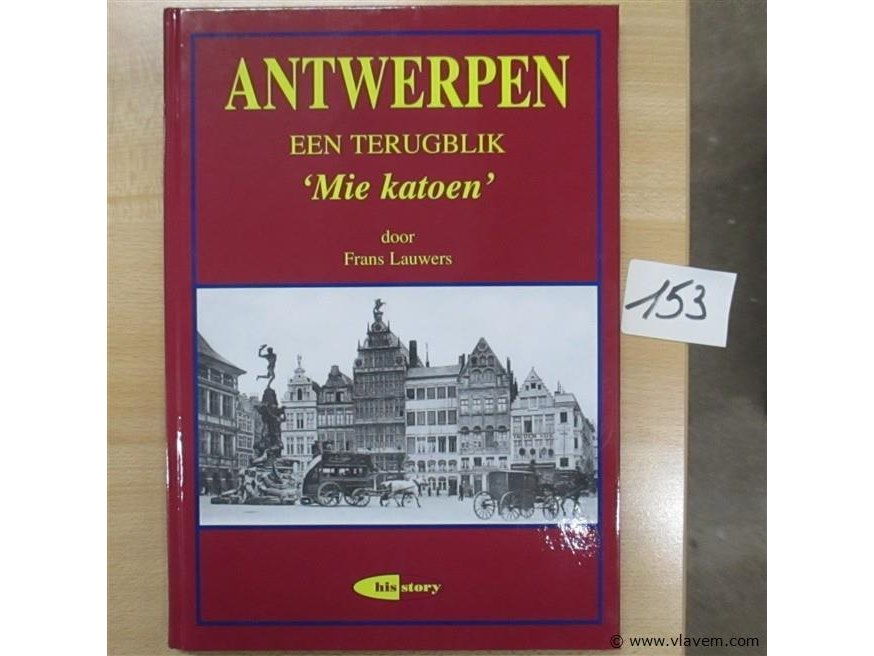 ANTWERPEN
EEN TERUGBLIK
‘Mie katoen’
door
Frans Lauwers
his story
153
© www.vlavem.com